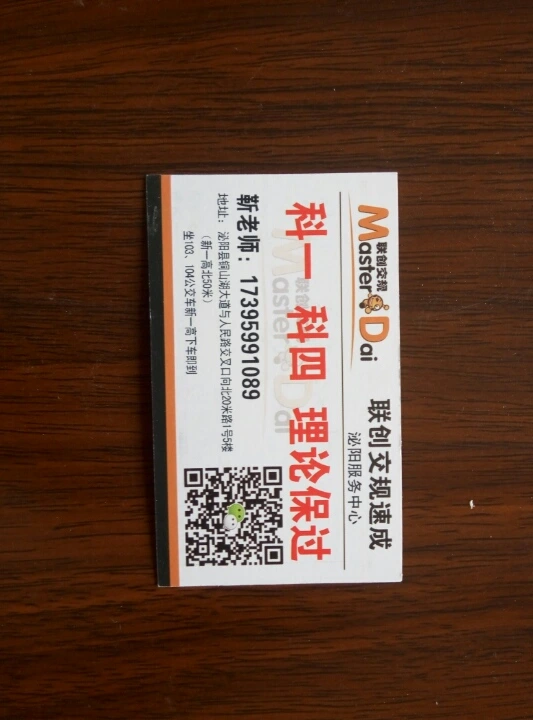 联创交规
MasterDai
联创交规速成
泌阳服务中心
科一 科四 理论保过
靳老师：17395991089
地址：泌阳县铜山湖大道与人民路交叉口向北20米路1号5楼
（新一高北50米）
坐103、104公交车新一高下车即到
联创
Master Dai